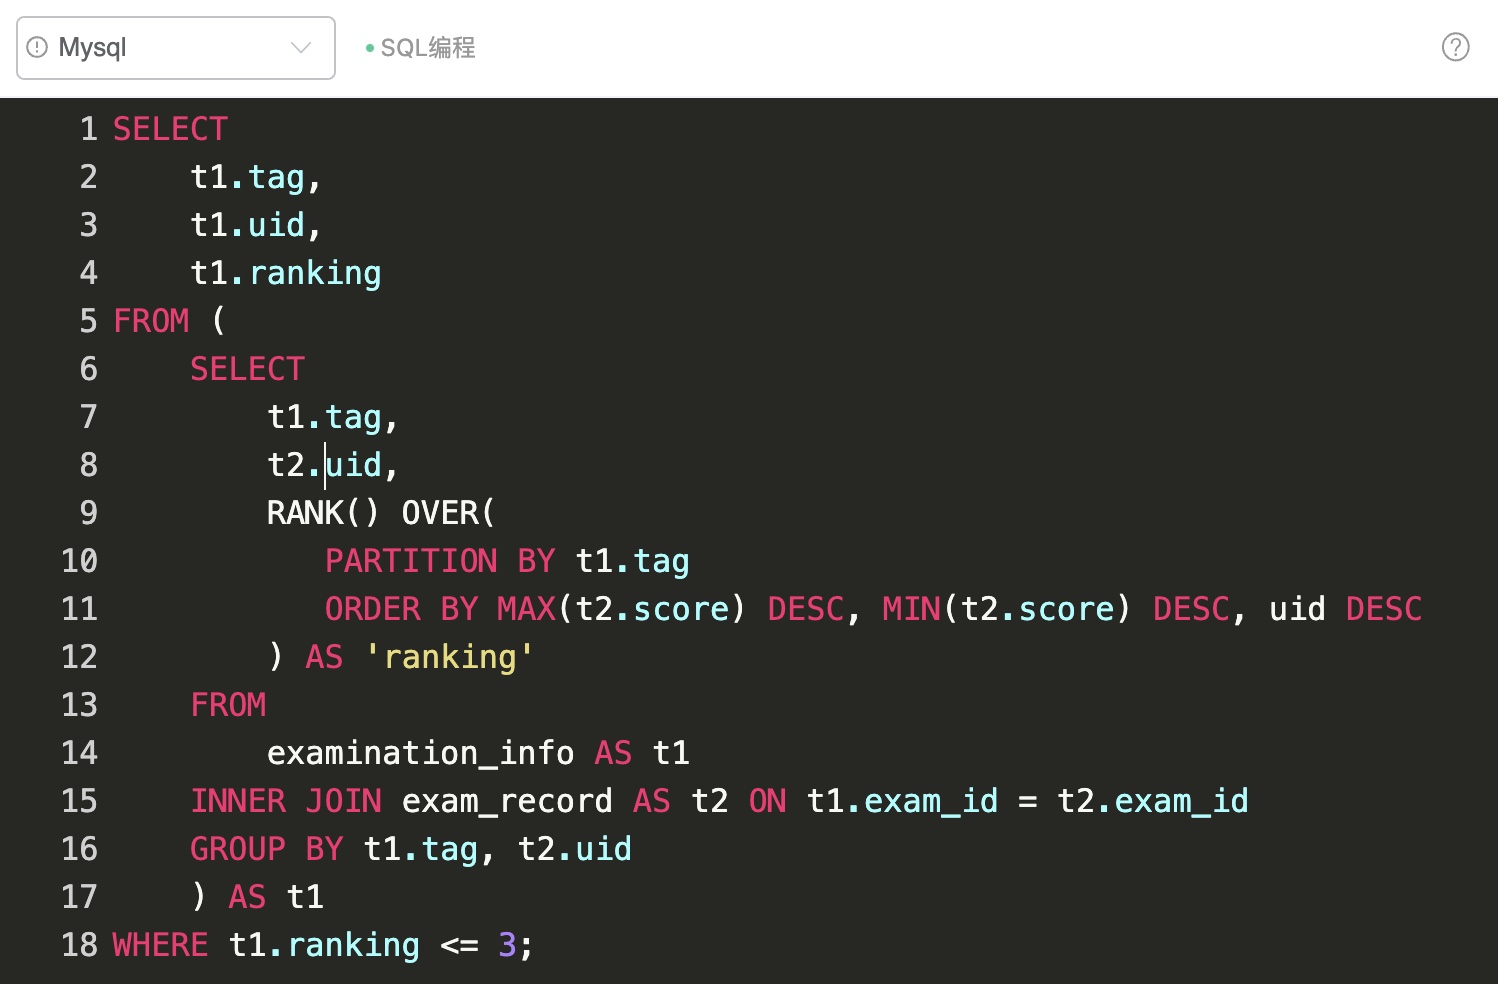 Mysql SQL编程
1 SELECT
2 t1.tag,
3 t1.uid,
4 t1.ranking
5 FROM (
6 SELECT
7 t1.tag,
8 t2.uid,
9 RANK() OVER(
10 PARTITION BY t1.tag
11 ORDER BY MAX(t2.score) DESC, MIN(t2.score) DESC, uid DESC
12 ) AS 'ranking'
13 FROM
14 examination_info AS t1
15 INNER JOIN exam_record AS t2 ON t1.exam_id = t2.exam_id
16 GROUP BY t1.tag, t2.uid
17 ) AS t1
18 WHERE t1.ranking <= 3;